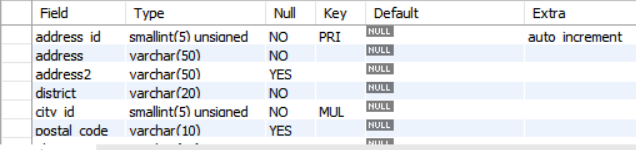 Field Type Null Key Default Extra
address_id smallint(5) unsigned NO PRI NULL auto_increment
address varchar(50) NO NULL
address2 varchar(50) YES NULL
district varchar(20) NO NULL
city_id smallint(5) unsigned NO MUL NULL
postal_code varchar(10) YES NULL
NULL